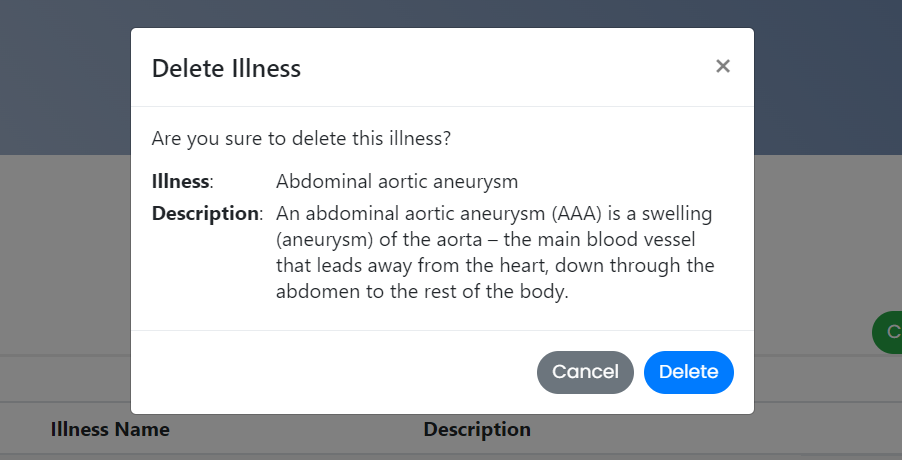 Delete Illness
×
Are you sure to delete this illness?
Illness: Abdominal aortic aneurysm
Description: An abdominal aortic aneurysm (AAA) is a swelling
(aneurysm) of the aorta – the main blood vessel
that leads away from the heart, down through the
abdomen to the rest of the body.
Cancel Delete
Illness Name Description